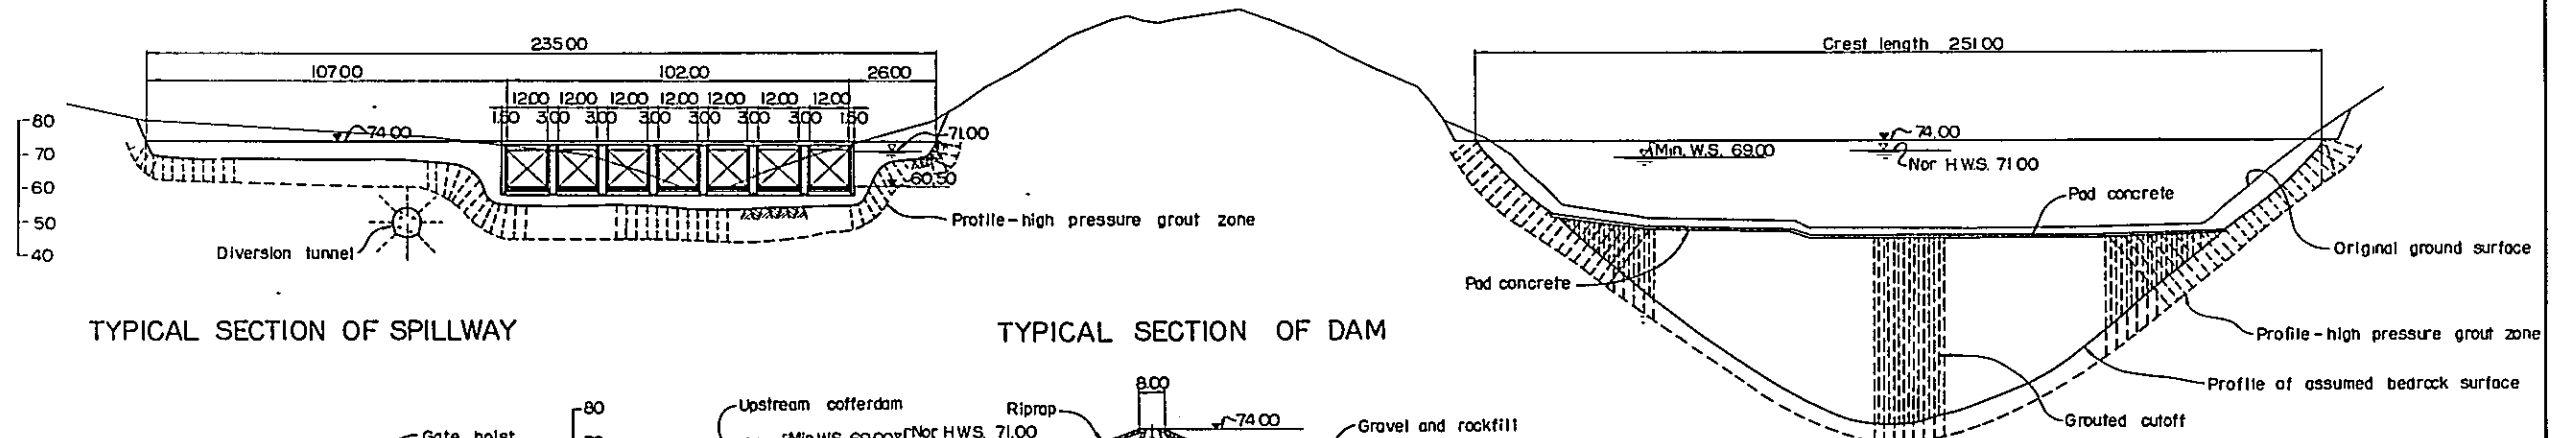 235.00
Crest length 251.00
107.00 102.00 26.00
12.00 12.00 12.00 12.00 12.00 12.00 12.00
1.50 3.00 3.00 3.00 3.00 3.00 3.00 1.50
80
70
60
50
40
74.00
71.00
60.50
Profile-high pressure grout zone
Diversion tunnel
74.00
Min. W.S. 69.00
Nor H W.S. 71.00
Pad concrete
Original ground surface
Pad concrete
Profile-high pressure grout zone
Profile of assumed bedrock surface
Grouted cutoff
TYPICAL SECTION OF SPILLWAY
TYPICAL SECTION OF DAM
8.00
80
Upstream cofferdam
Riprap
74.00
Gravel and rockfill
Gate hoist
Min W.S. 69.00
Nor H W.S. 71.00